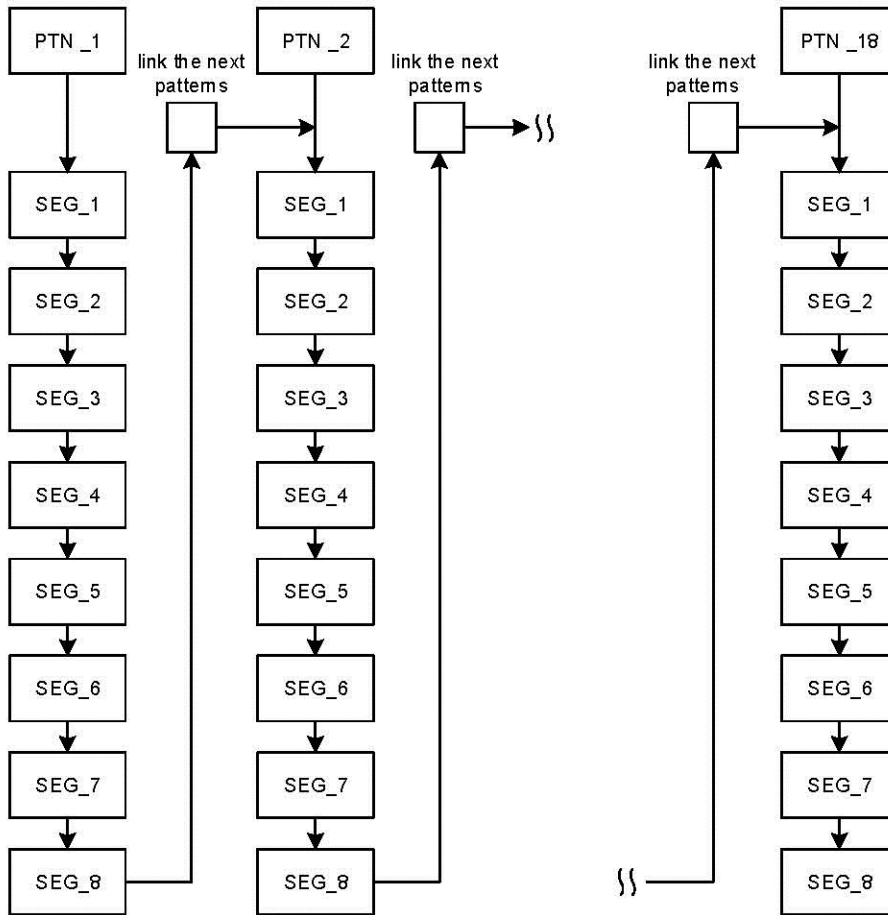 PTN _1
link the next
patterns
SEG_1
SEG_2
SEG_3
SEG_4
SEG_5
SEG_6
SEG_7
SEG_8
PTN _2
link the next
patterns
SEG_1
SEG_2
SEG_3
SEG_4
SEG_5
SEG_6
SEG_7
SEG_8
link the next
patterns
PTN _18
SEG_1
SEG_2
SEG_3
SEG_4
SEG_5
SEG_6
SEG_7
SEG_8